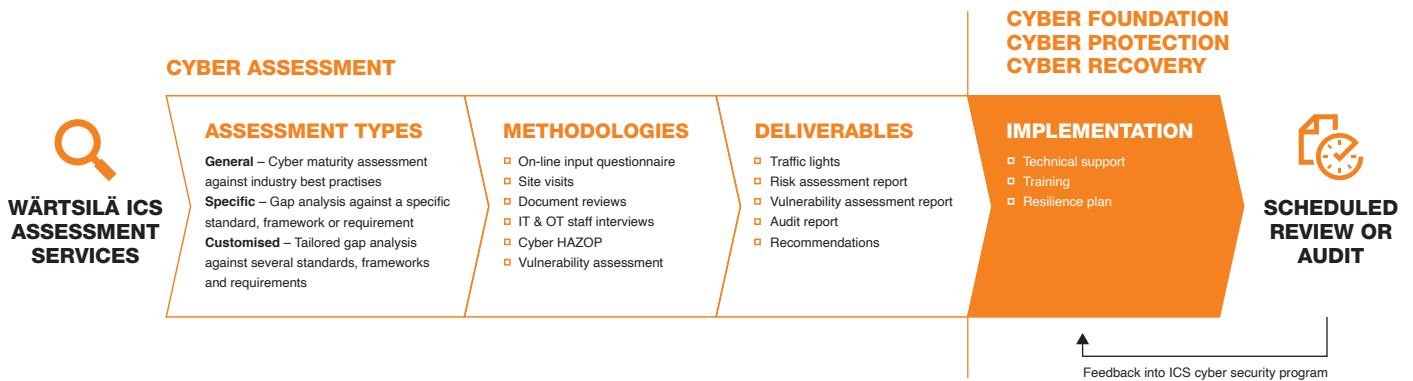 CYBER ASSESSMENT
CYBER FOUNDATION
CYBER PROTECTION
CYBER RECOVERY
WÄRTSILÄ ICS
ASSESSMENT
SERVICES
ASSESSMENT TYPES
General – Cyber maturity assessment
against industry best practises
Specific – Gap analysis against a specific
standard, framework or requirement
Customised – Tailored gap analysis
against several standards, frameworks
and requirements
METHODOLOGIES
On-line input questionnaire
Site visits
Document reviews
IT & OT staff interviews
Cyber HAZOP
Vulnerability assessment
DELIVERABLES
Traffic lights
Risk assessment report
Vulnerability assessment report
Audit report
Recommendations
IMPLEMENTATION
Technical support
Training
Resilience plan
SCHEDULED
REVIEW OR
AUDIT
Feedback into ICS cyber security program